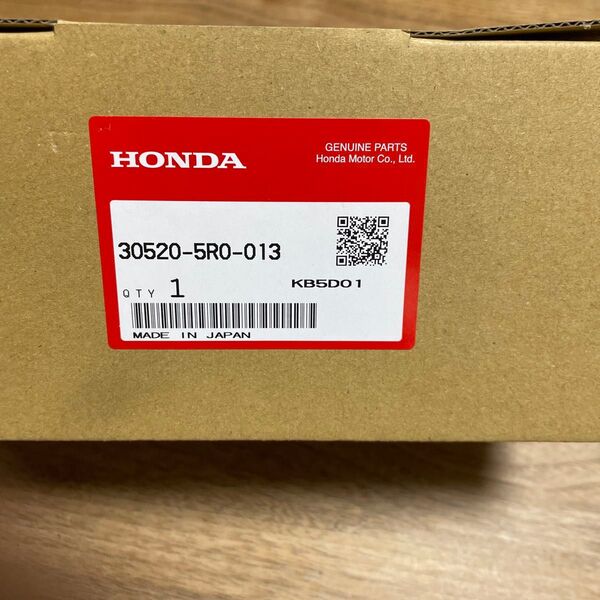 HONDA
GENUINE PARTS
Honda Motor Co., Ltd.
30520-5R0-013
KB5D01
QTY 1
MADE IN JAPAN